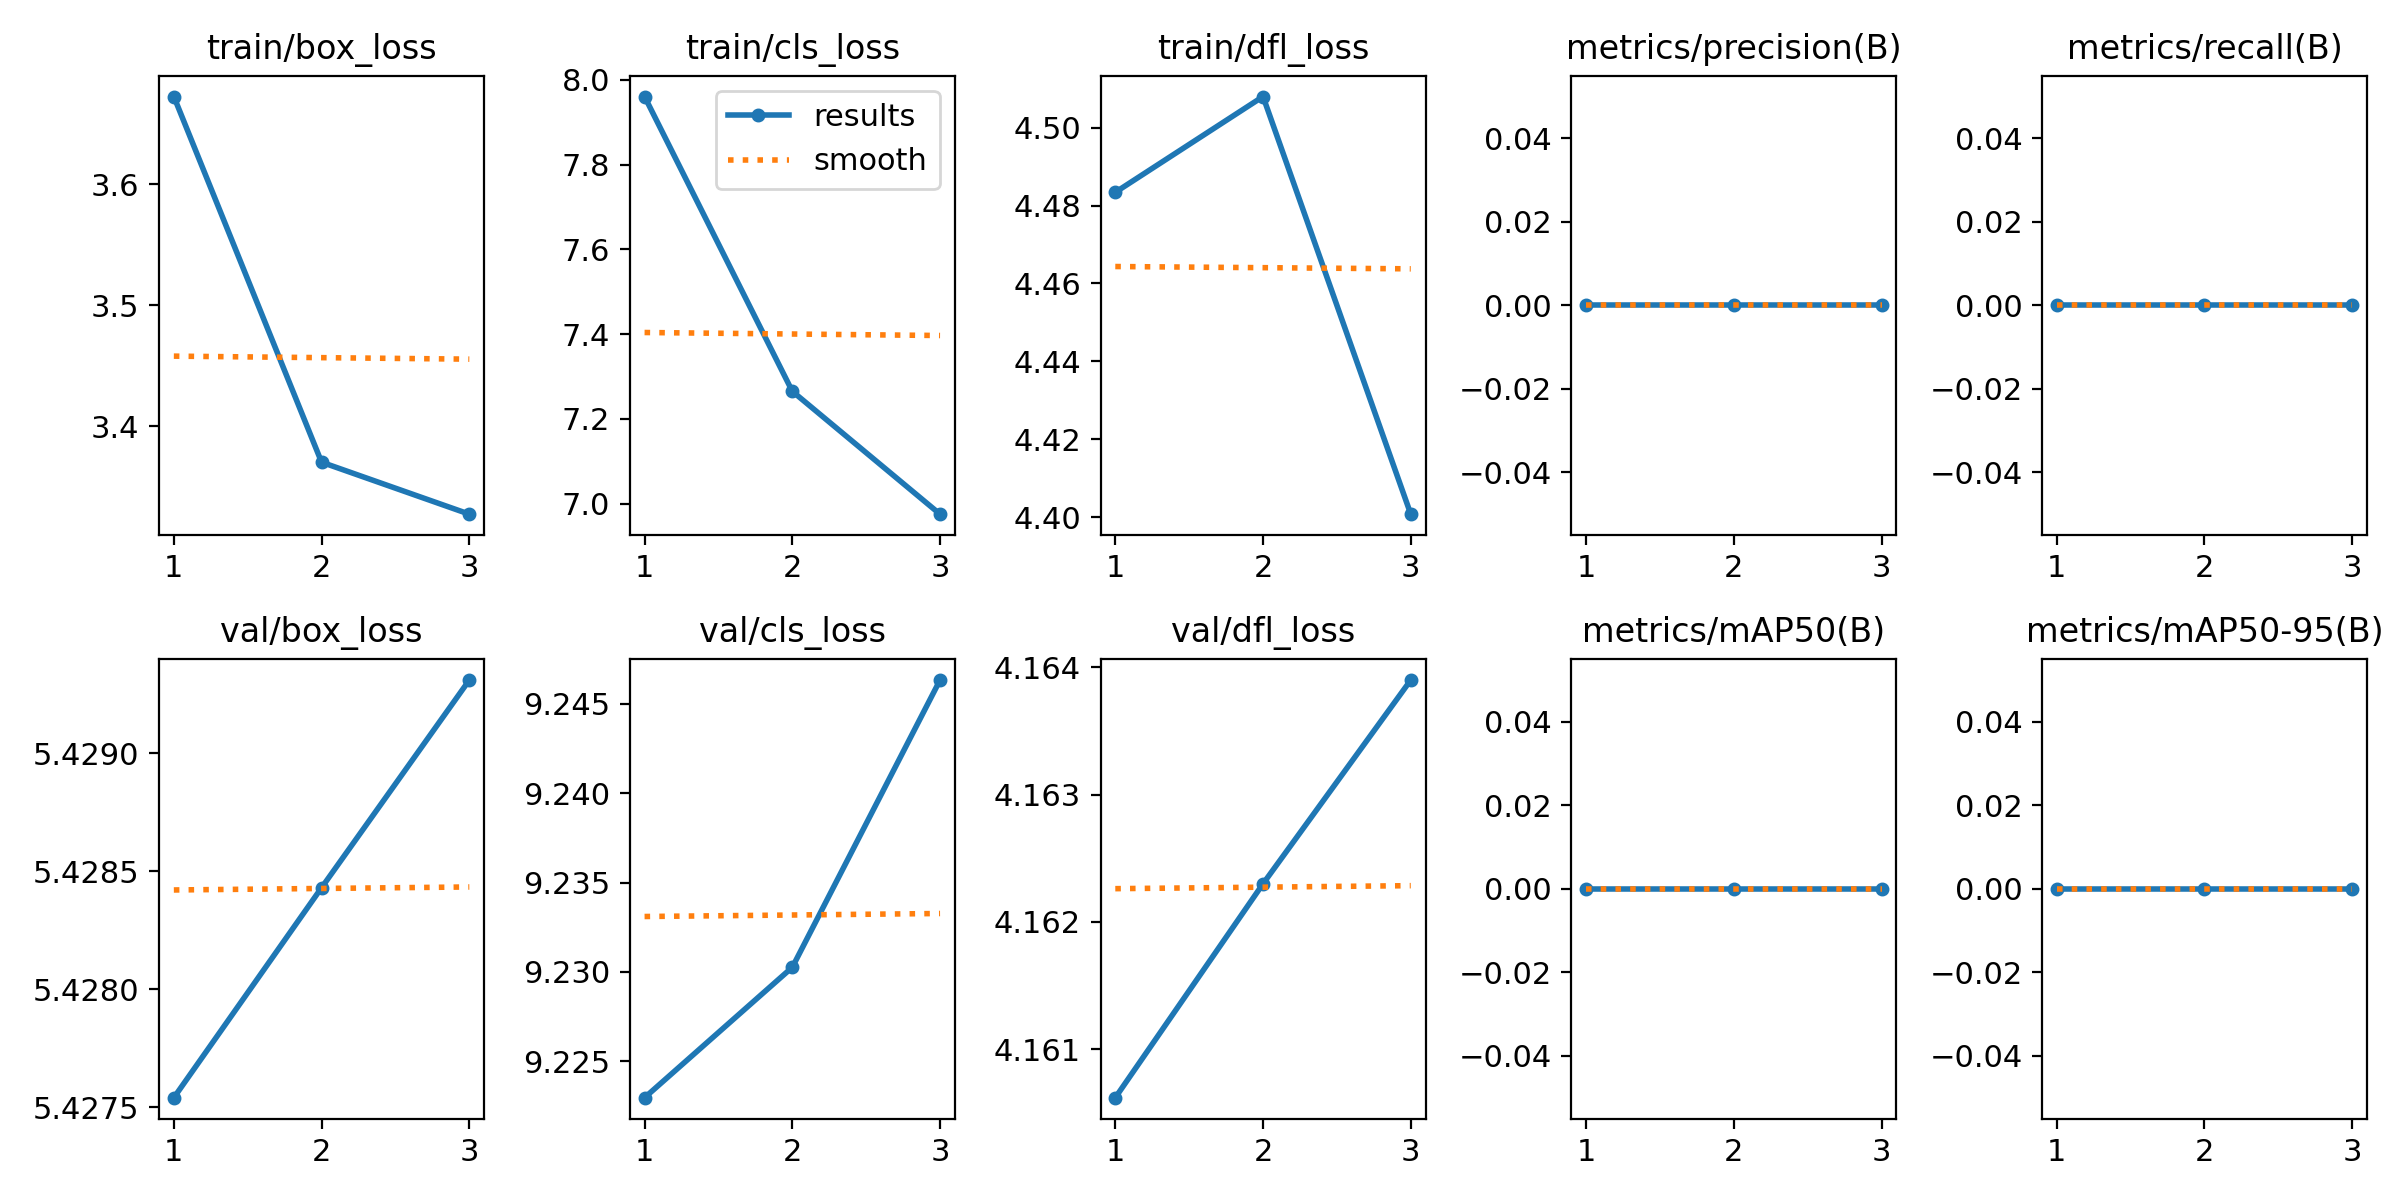 train/box_loss
3.6
3.5
3.4
1 2 3
train/cls_loss
8.0
7.8
7.6
7.4
7.2
7.0
results
smooth
1 2 3
train/dfl_loss
4.50
4.48
4.46
4.44
4.42
4.40
1 2 3
metrics/precision(B)
0.04
0.02
0.00
−0.02
−0.04
1 2 3
metrics/recall(B)
0.04
0.02
0.00
−0.02
−0.04
1 2 3
val/box_loss
5.4290
5.4285
5.4280
5.4275
1 2 3
val/cls_loss
9.245
9.240
9.235
9.230
9.225
1 2 3
val/dfl_loss
4.164
4.163
4.162
4.161
1 2 3
metrics/mAP50(B)
0.04
0.02
0.00
−0.02
−0.04
1 2 3
metrics/mAP50-95(B)
0.04
0.02
0.00
−0.02
−0.04
1 2 3